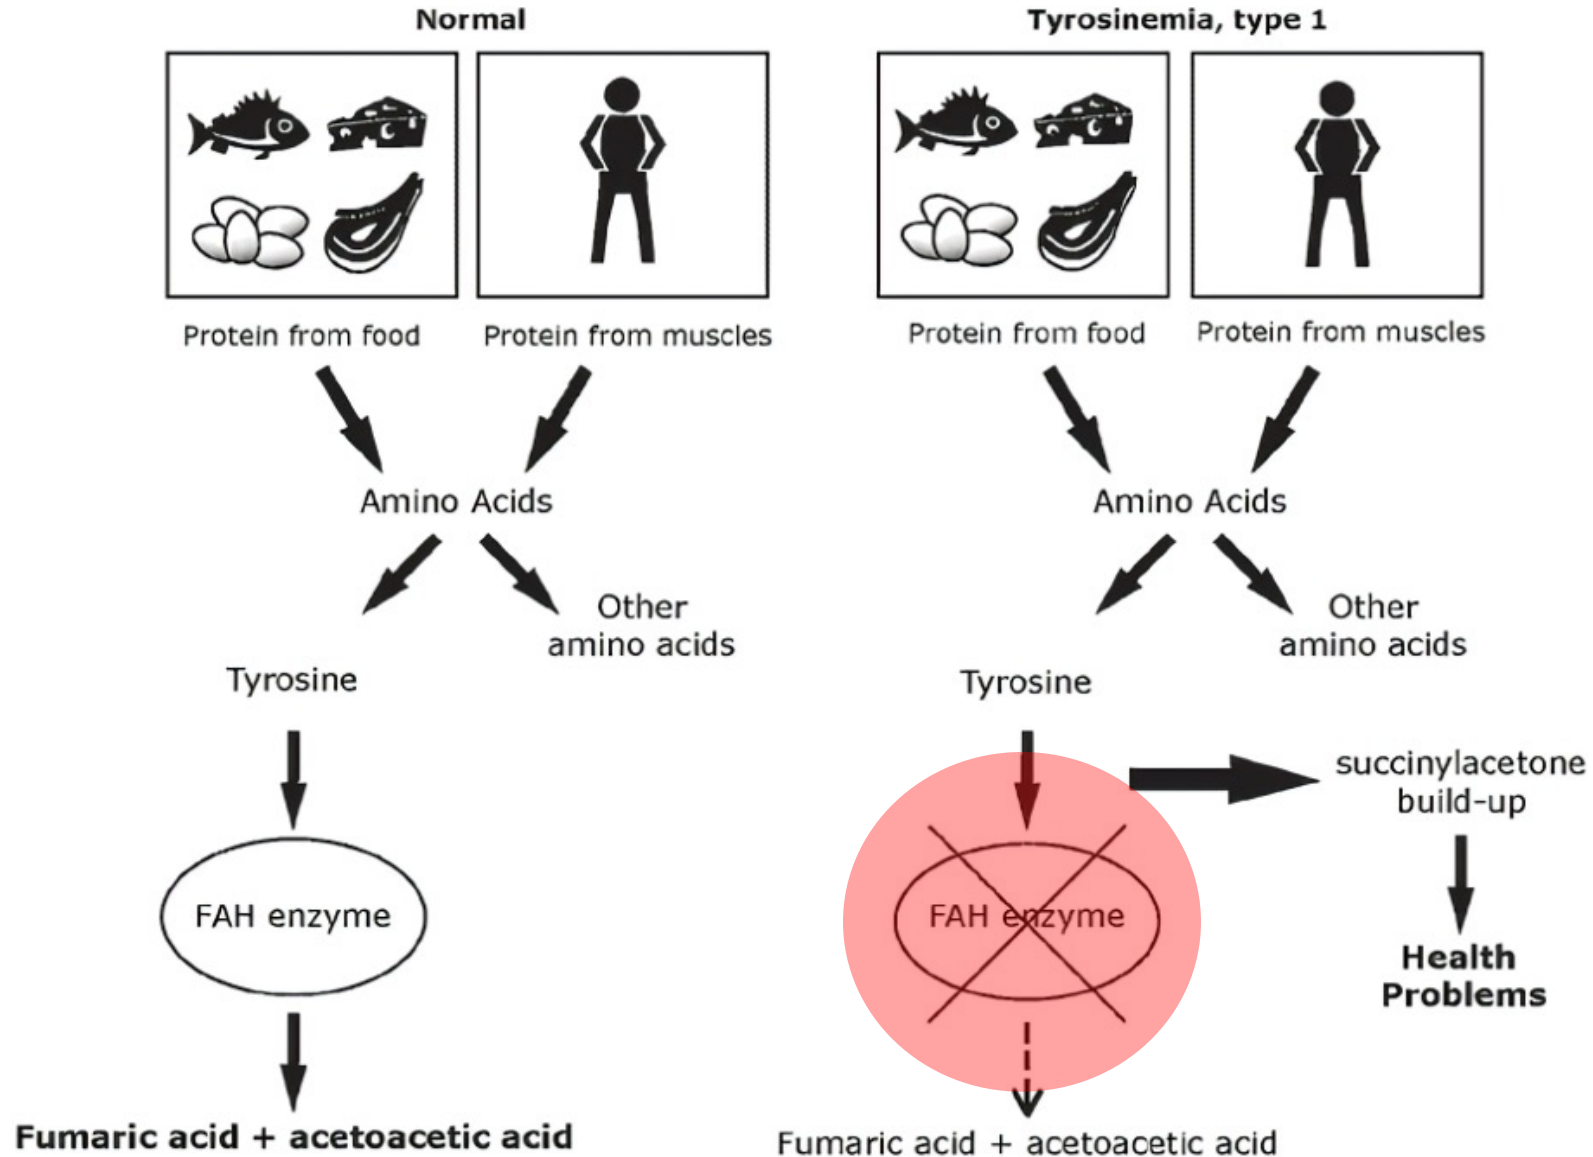 Normal
Protein from food
Protein from muscles
Amino Acids
Other
amino acids
Tyrosine
FAH enzyme
Fumaric acid + acetoacetic acid
Tyrosinemia, type 1
Protein from food
Protein from muscles
Amino Acids
Other
amino acids
Tyrosine
succinylacetone
build-up
FAH enzyme
Health
Problems
Fumaric acid + acetoacetic acid